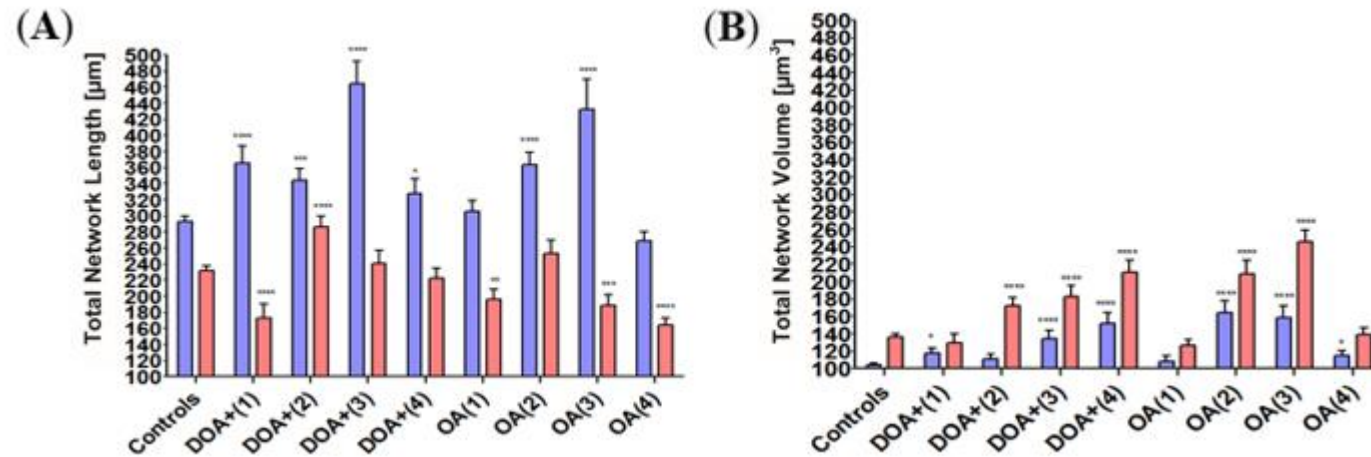 (A)
Total Network Length [µm]
500
480
460
440
420
400
380
360
340
320
300
280
260
240
220
200
180
160
140
120
100
****
****
***
****
****
*
**
****
****
***
****
Controls
DOA+(1)
DOA+(2)
DOA+(3)
DOA+(4)
OA(1)
OA(2)
OA(3)
OA(4)
(B)
Total Network Volume [µm³]
500
480
460
440
420
400
380
360
340
320
300
280
260
240
220
200
180
160
140
120
100
*
****
****
****
****
****
****
****
****
****
*
Controls
DOA+(1)
DOA+(2)
DOA+(3)
DOA+(4)
OA(1)
OA(2)
OA(3)
OA(4)